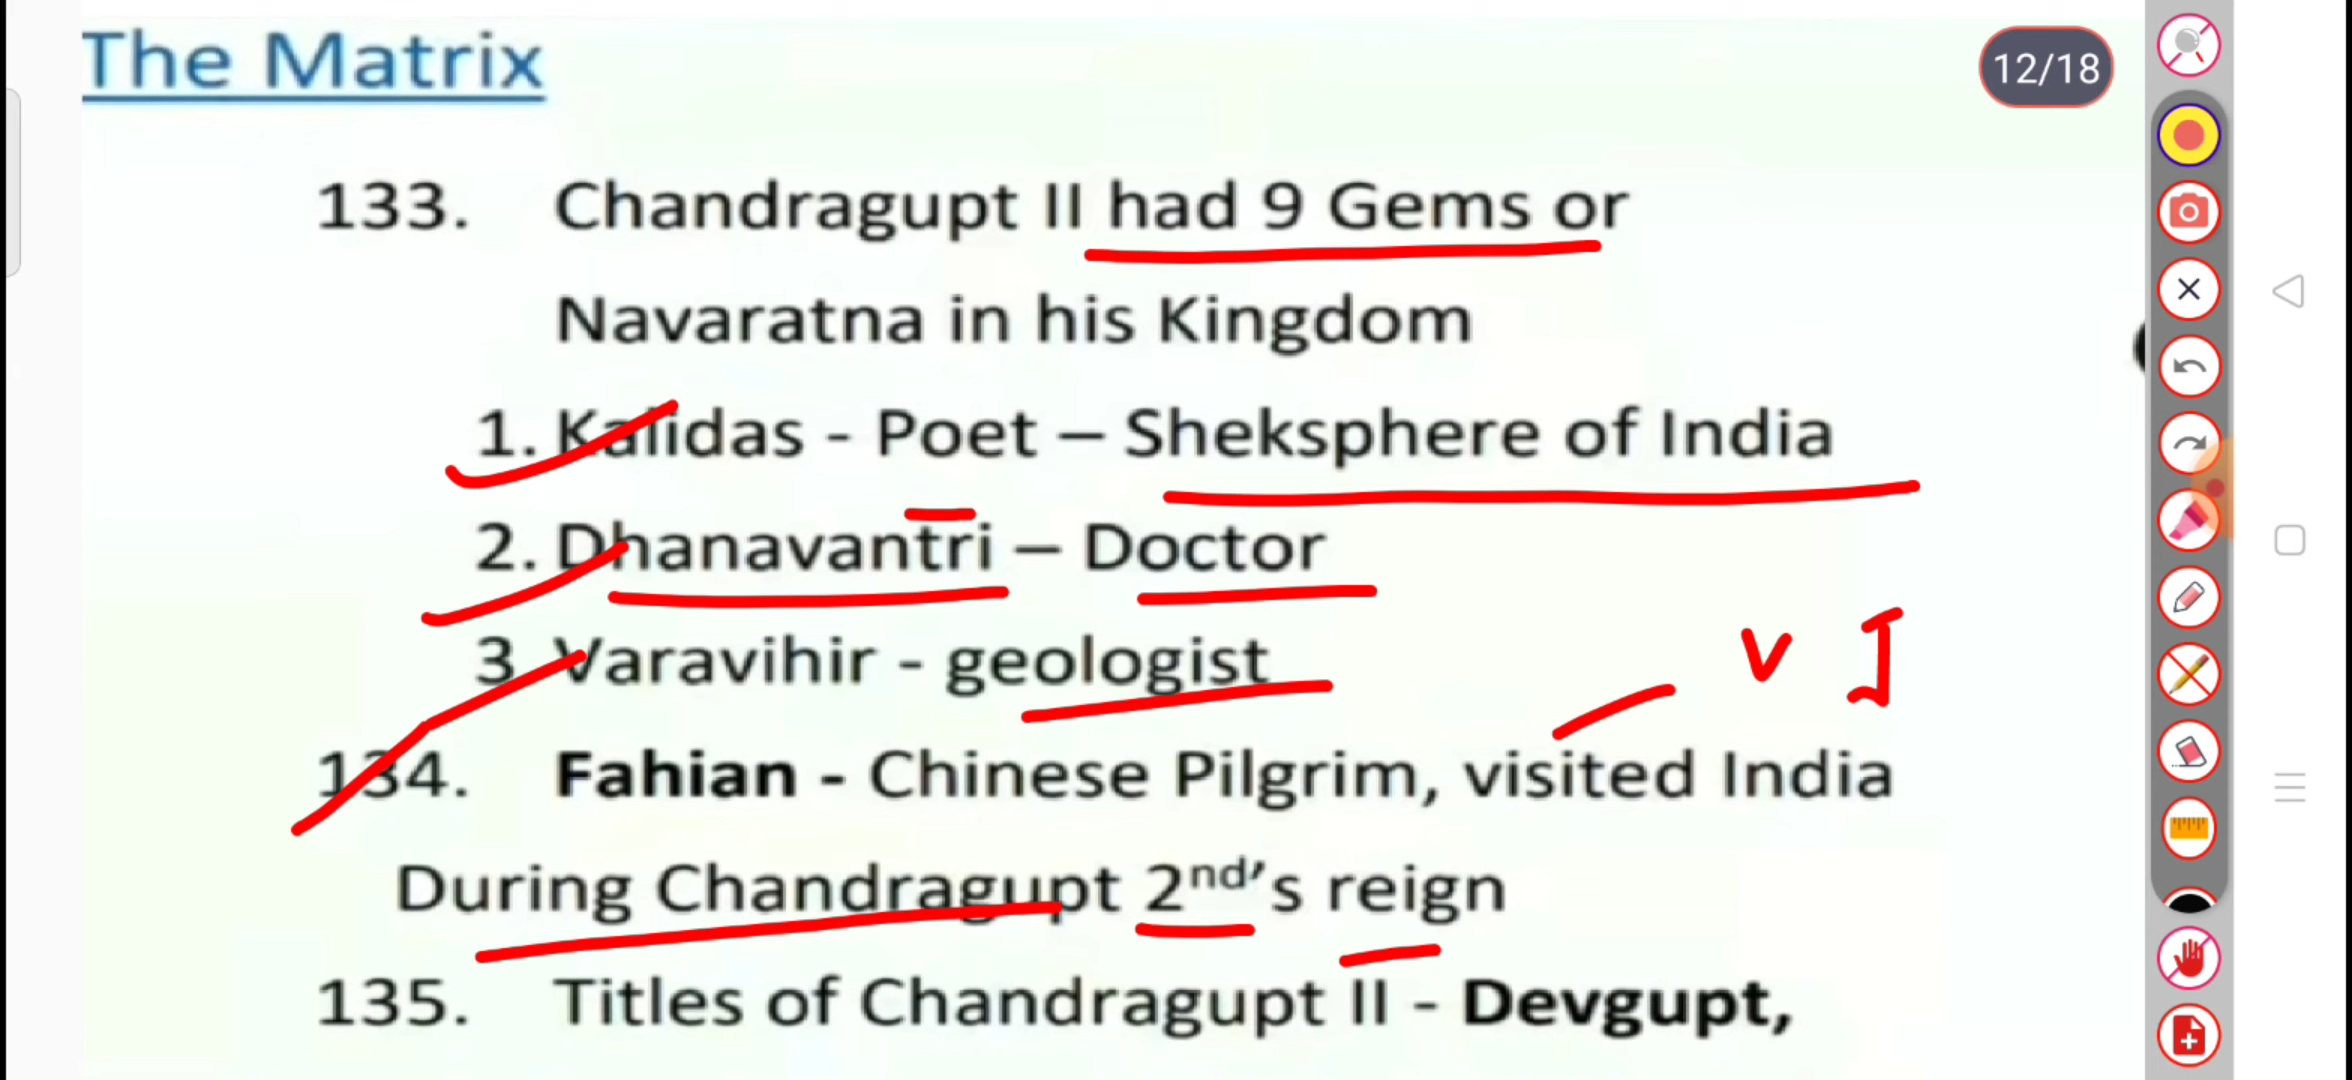 The Matrix
12/18
133. Chandragupt II had 9 Gems or
Navaratna in his Kingdom
1. Kalidas - Poet – Sheksphere of India
2. Dhanavantri – Doctor
3 Varavihir - geologist
V I
134. Fahian - Chinese Pilgrim, visited India
During Chandragupt 2nd's reign
135. Titles of Chandragupt II - Devgupt,